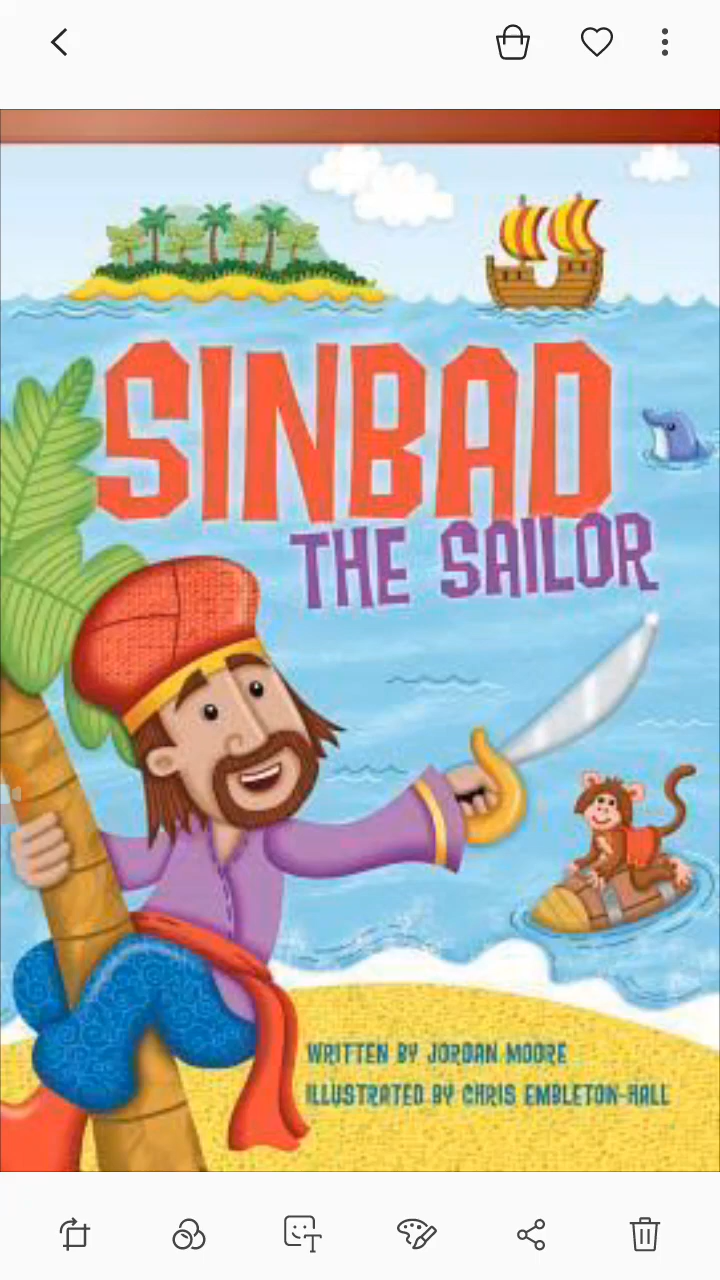 SINBAD
THE SAILOR
WRITTEN BY JORDAN MOORE
ILLUSTRATED BY CHRIS EMBLETON-HALL